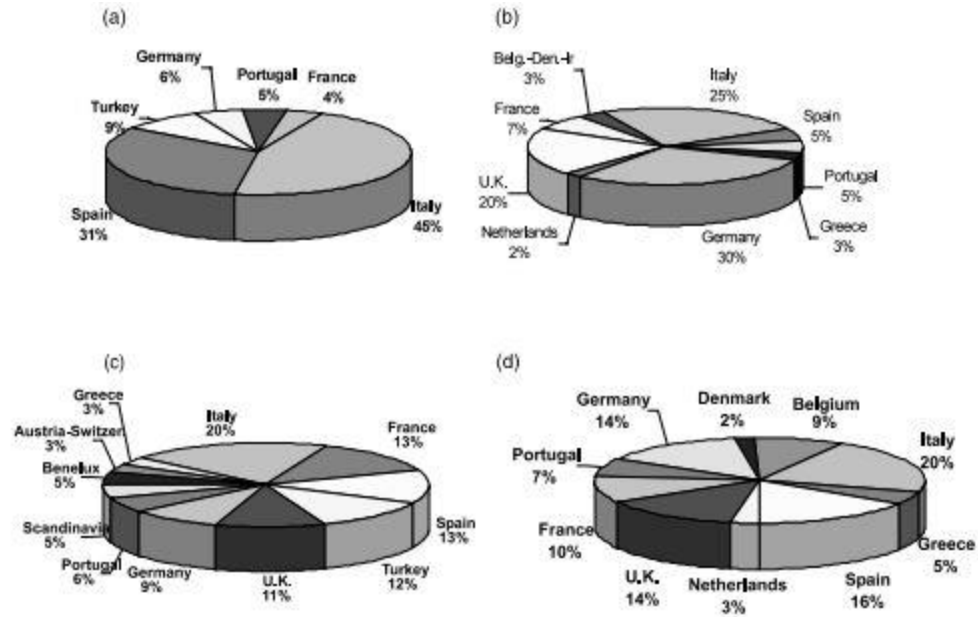 (a)
Germany
6%
Portugal
5%
France
4%
Turkey
9%
Spain
31%
Italy
45%
(b)
Belg.-Den.-Ir
3%
Italy
25%
France
7%
Spain
5%
U.K.
20%
Portugal
5%
Netherlands
2%
Germany
30%
Greece
3%
(c)
Greece
3%
Italy
20%
France
13%
Austria-Switzer.
3%
Benelux
5%
Scandinavia
5%
Spain
13%
Portugal
6%
Germany
9%
U.K.
11%
Turkey
12%
(d)
Germany
14%
Denmark
2%
Belgium
9%
Italy
20%
Portugal
7%
France
10%
Greece
5%
U.K.
14%
Netherlands
3%
Spain
16%